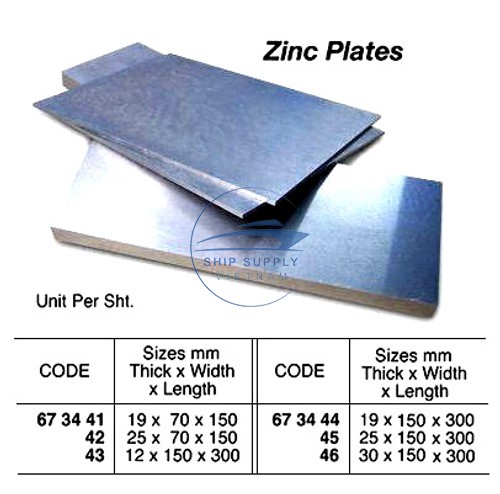 Zinc Plates
SHIP SUPPLY
VIETNAM
Unit Per Sht.
CODE Sizes mm Thick x Width x Length CODE Sizes mm Thick x Width x Length
67 34 41 19 x 70 x 150 67 34 44 19 x 150 x 300
42 25 x 70 x 150 45 25 x 150 x 300
43 12 x 150 x 300 46 30 x 150 x 300